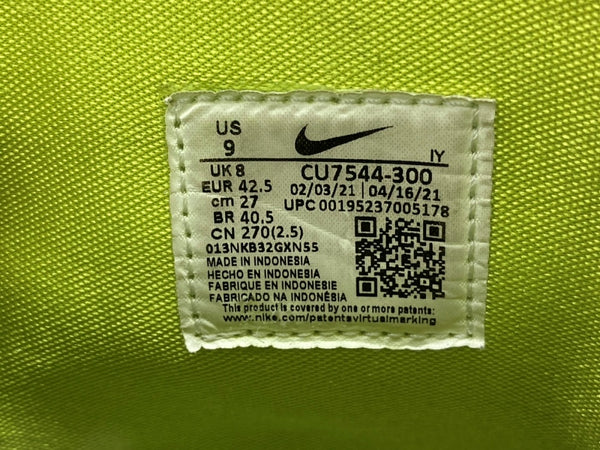 US
9
IY
UK 8
EUR 42.5
cm 27
BR 40.5
CN 270(2.5)
CU7544-300
02/03/21 | 04/16/21
UPC 00195237005178
013NKB32GXN55
MADE IN INDONESIA
HECHO EN INDONESIA
FABRIQUE EN INDONESIE
FABRICADO NA INDONÉSIA
This product is covered by one or more patents:
www.nike.com/patentsvirtualmarking